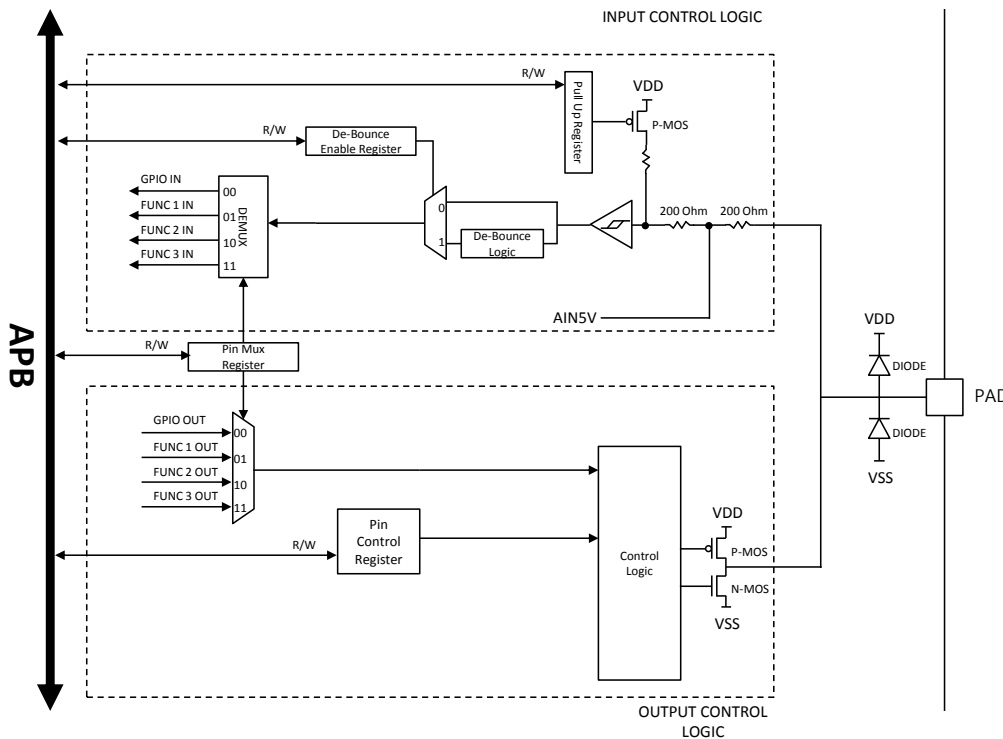 INPUT CONTROL LOGIC
R/W
Pull Up Register
VDD
P-MOS
R/W
De-Bounce
Enable Register
GPIO IN
FUNC 1 IN
FUNC 2 IN
FUNC 3 IN
00
01
10
11
DEMUX
0
1
De-Bounce
Logic
200 Ohm
200 Ohm
AIN5V
APB
R/W
Pin Mux
Register
VDD
DIODE
PAD
DIODE
VSS
GPIO OUT
FUNC 1 OUT
FUNC 2 OUT
FUNC 3 OUT
00
01
10
11
R/W
Pin
Control
Register
Control
Logic
VDD
P-MOS
N-MOS
VSS
OUTPUT CONTROL
LOGIC